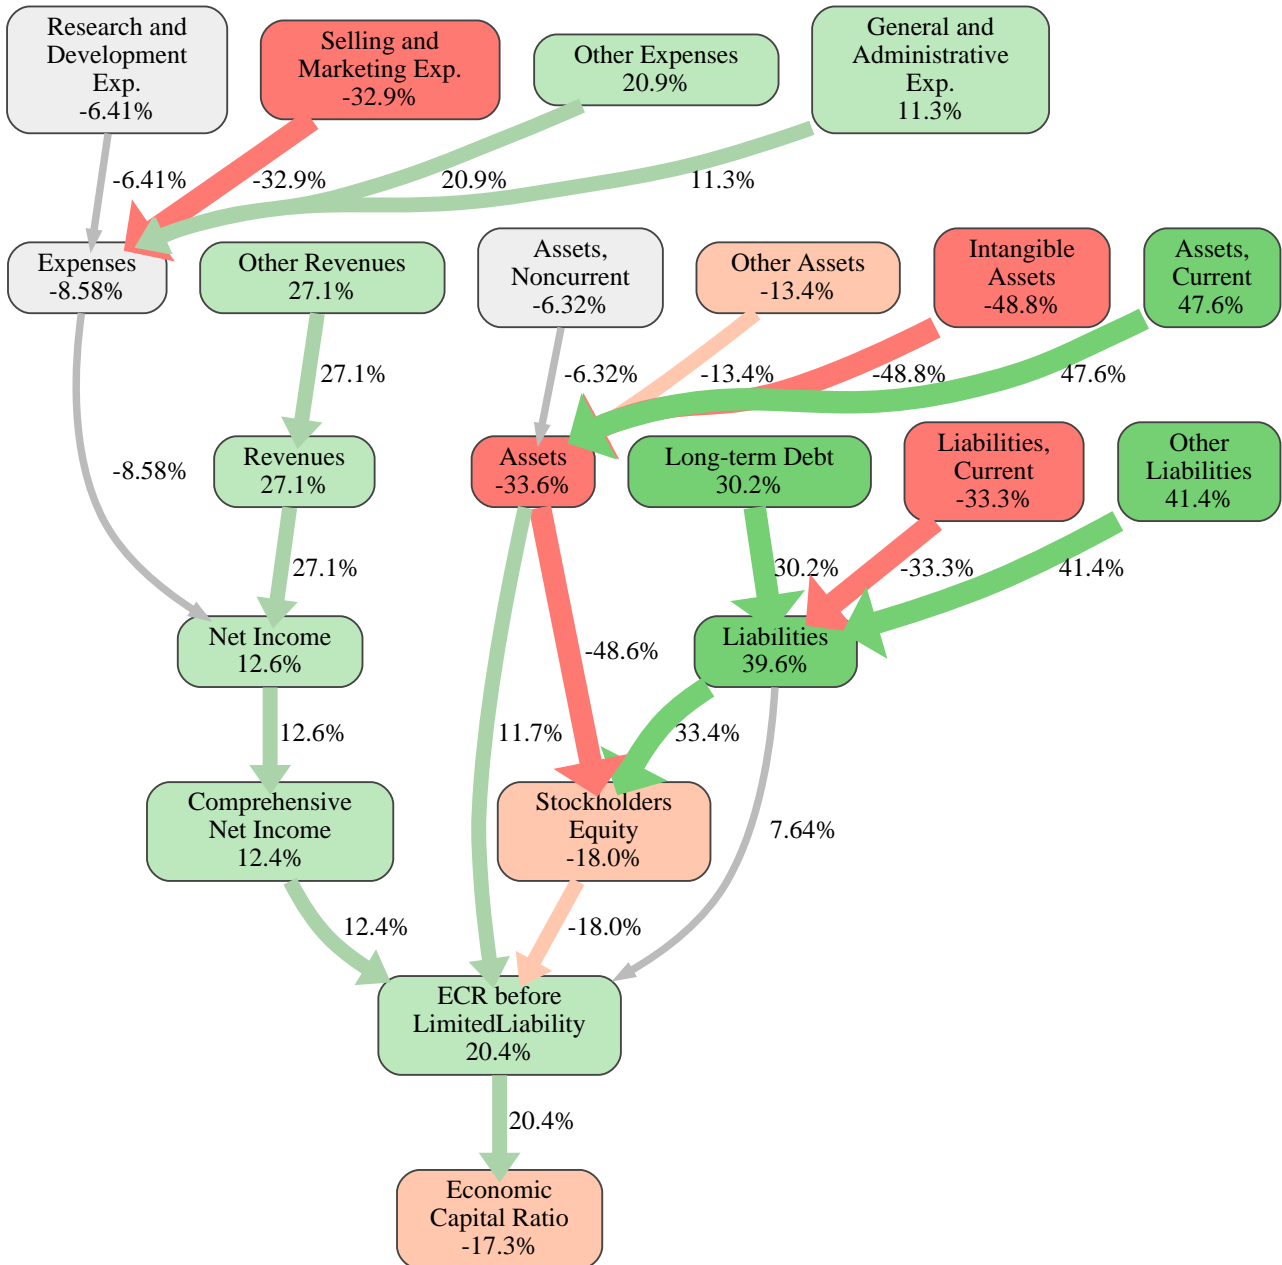 Research and
Development
Exp.
-6.41%
Selling and
Marketing Exp.
-32.9%
Other Expenses
20.9%
General and
Administrative
Exp.
11.3%
-6.41%
-32.9%
20.9%
11.3%
Expenses
-8.58%
Other Revenues
27.1%
Assets,
Noncurrent
-6.32%
Other Assets
-13.4%
Intangible
Assets
-48.8%
Assets,
Current
47.6%
27.1%
-6.32%
-13.4%
-48.8%
47.6%
-8.58%
Revenues
27.1%
Assets
-33.6%
Long-term Debt
30.2%
Liabilities,
Current
-33.3%
Other
Liabilities
41.4%
27.1%
30.2%
-33.3%
41.4%
Net Income
12.6%
-48.6%
Liabilities
39.6%
12.6%
11.7%
33.4%
Comprehensive
Net Income
12.4%
Stockholders
Equity
-18.0%
7.64%
12.4%
-18.0%
ECR before
LimitedLiability
20.4%
20.4%
Economic
Capital Ratio
-17.3%